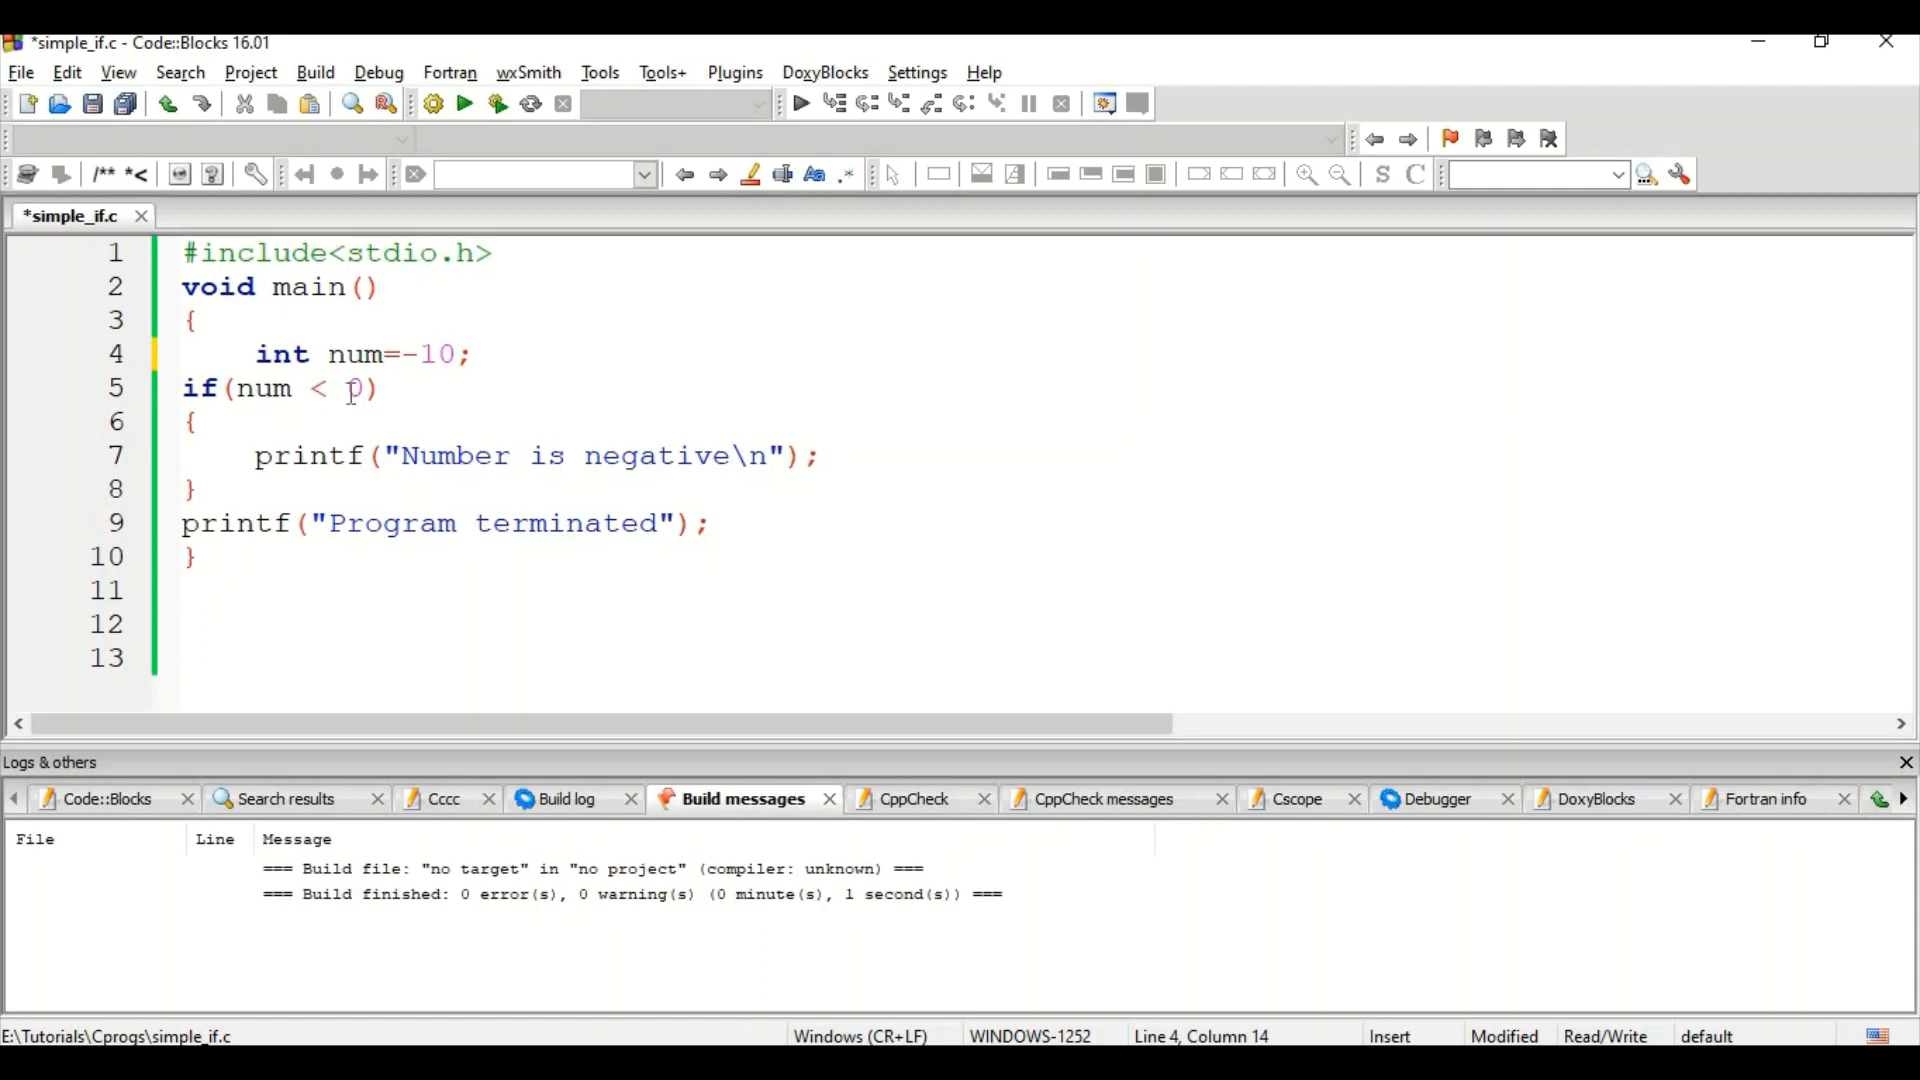 *simple_if.c - Code::Blocks 16.01
File Edit View Search Project Build Debug Fortran wxSmith Tools Tools+ Plugins DoxyBlocks Settings Help
/** *<
Aa .* S C
*simple_if.c
1 #include<stdio.h>
2 void main()
3 {
4 int num=-10;
5 if(num < 0)
6 {
7 printf("Number is negative\n");
8 }
9 printf("Program terminated");
10 }
11
12
13
Logs & others
Code::Blocks Search results Cccc Build log Build messages CppCheck CppCheck messages Cscope Debugger DoxyBlocks Fortran info
File Line Message
=== Build file: "no target" in "no project" (compiler: unknown) ===
=== Build finished: 0 error(s), 0 warning(s) (0 minute(s), 1 second(s)) ===
E:\Tutorials\Cprogs\simple_if.c Windows (CR+LF) WINDOWS-1252 Line 4, Column 14 Insert Modified Read/Write default